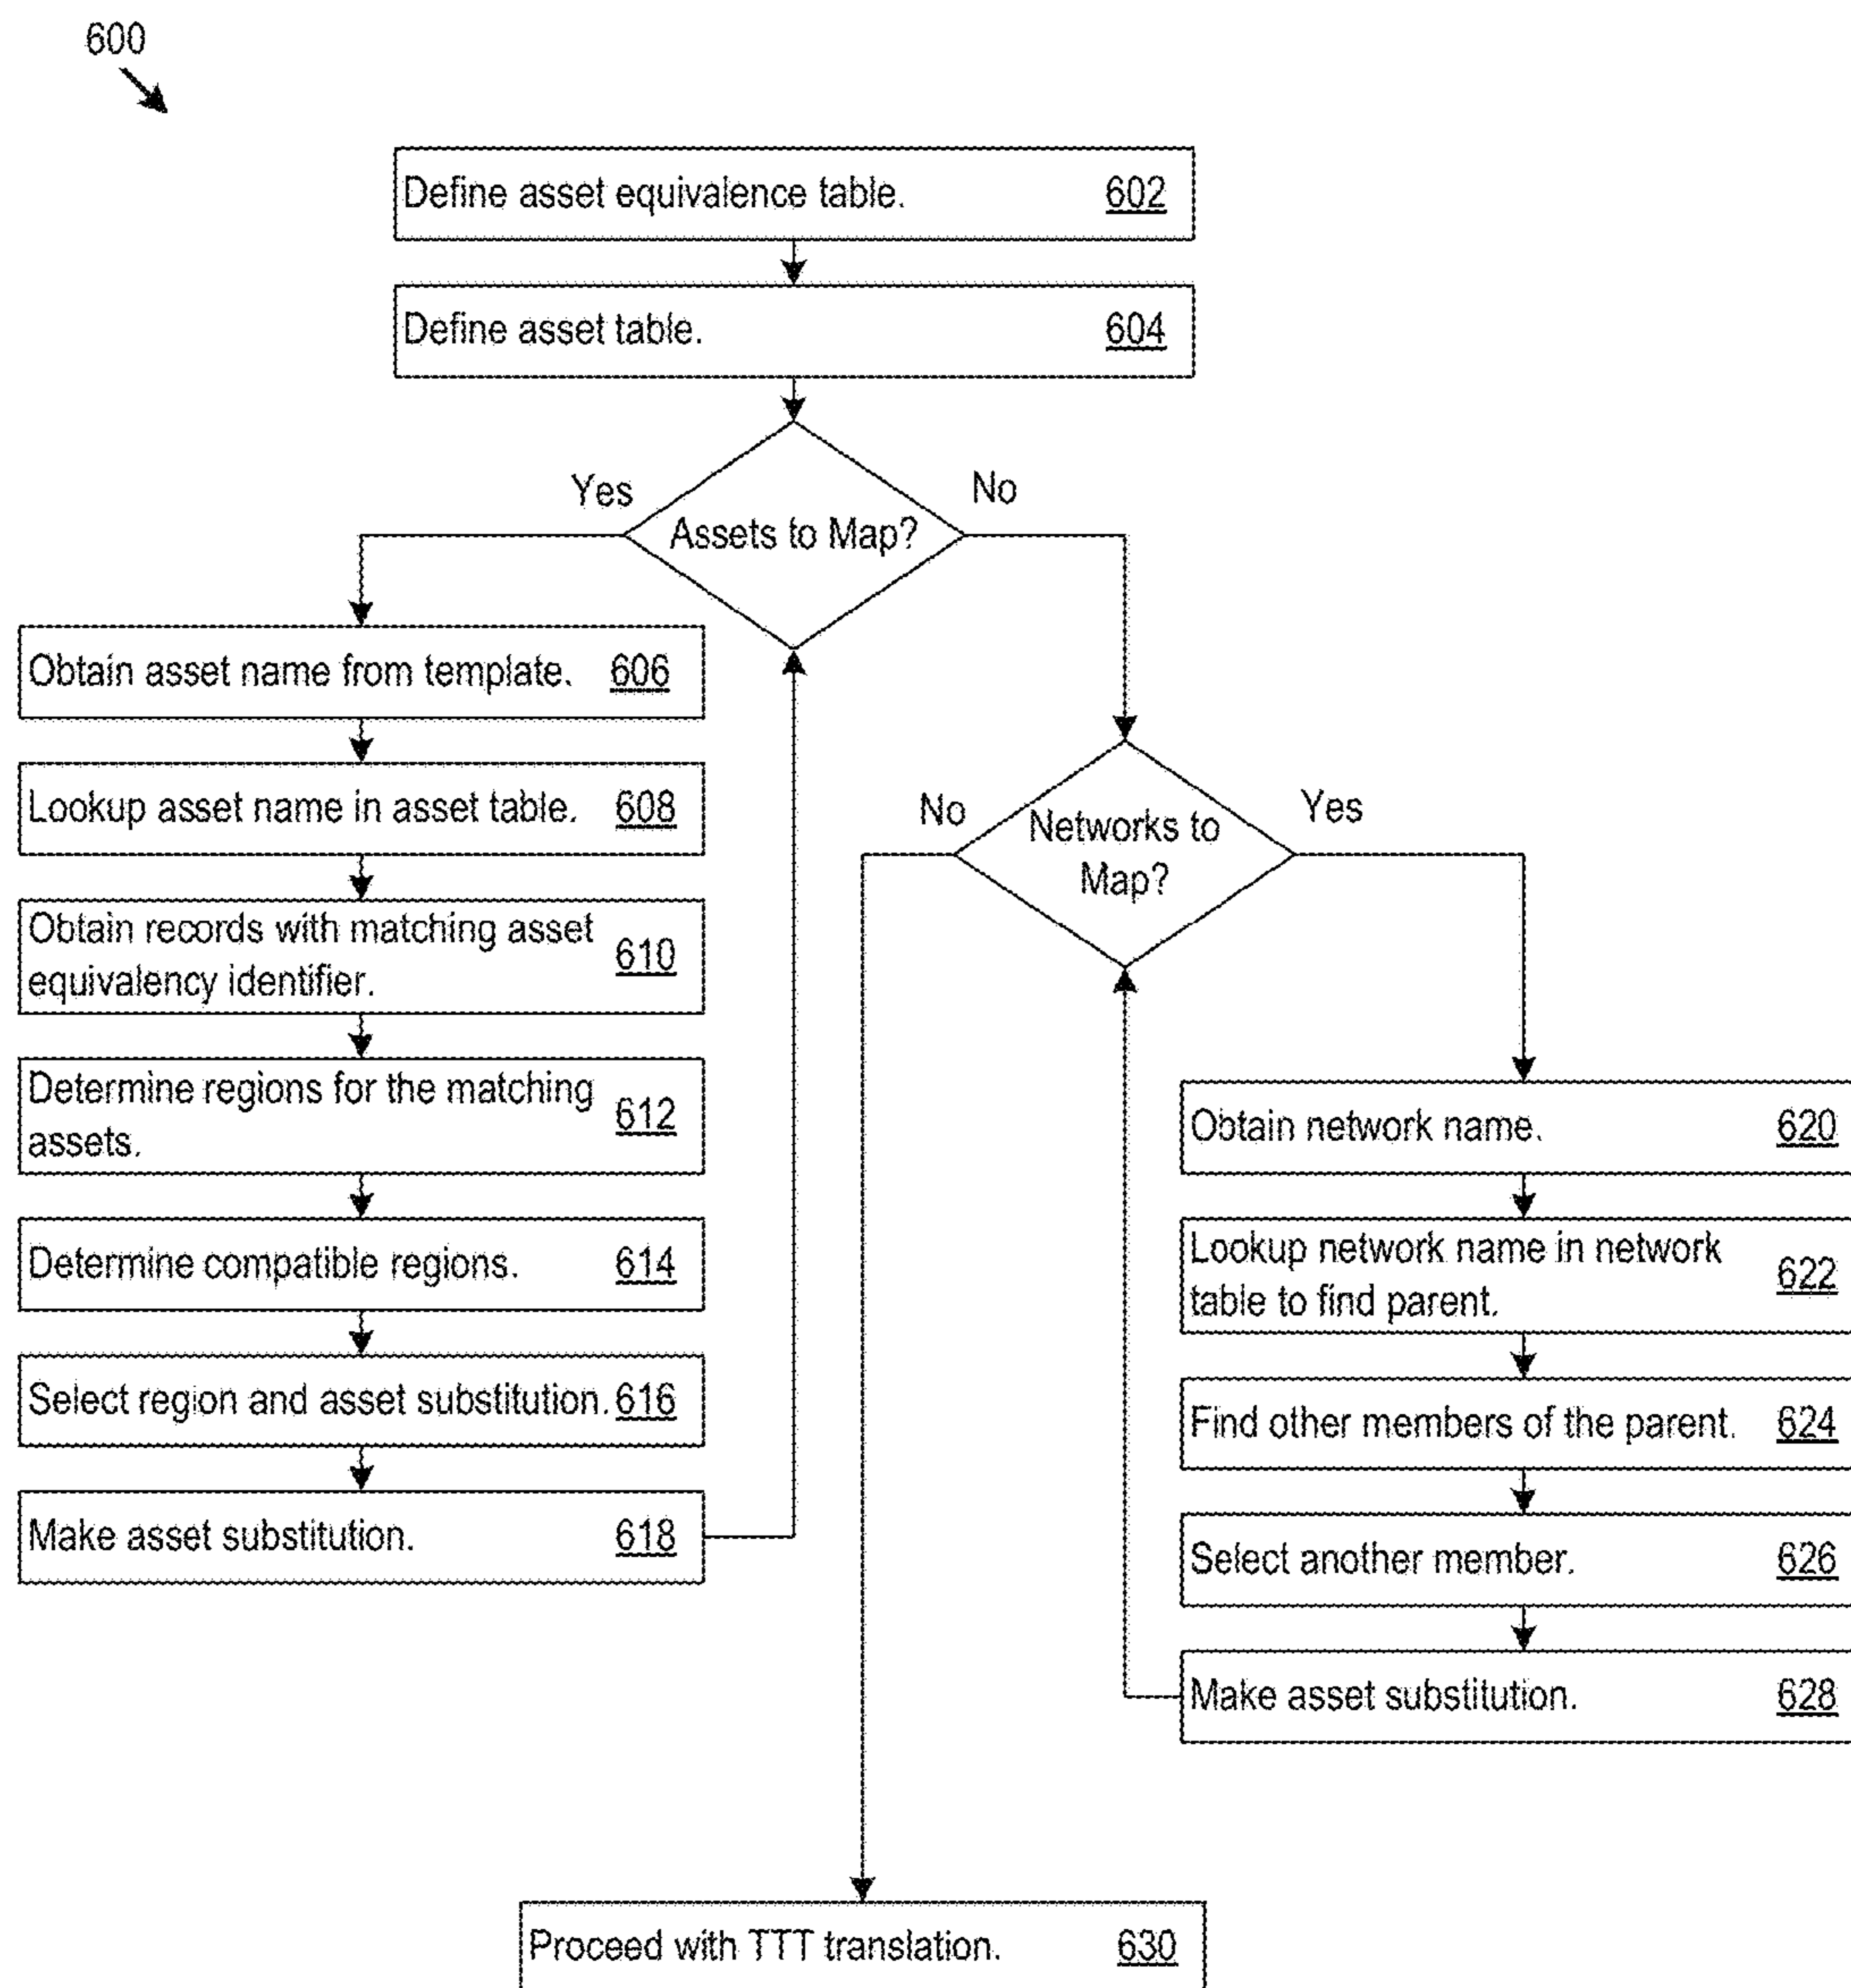 600
Define asset equivalence table. 602
Define asset table. 604
Yes
No
Assets to Map?
Obtain asset name from template. 606
Lookup asset name in asset table. 608
Obtain records with matching asset
equivalency identifier. 610
Determine regions for the matching
assets. 612
Determine compatible regions. 614
Select region and asset substitution. 616
Make asset substitution. 618
No
Yes
Networks to
Map?
Obtain network name. 620
Lookup network name in network
table to find parent. 622
Find other members of the parent. 624
Select another member. 626
Make asset substitution. 628
Proceed with TTT translation. 630